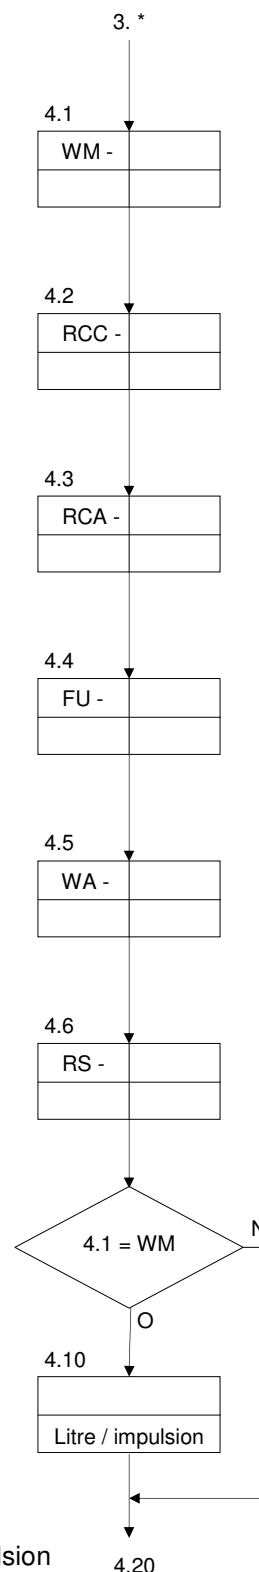 3. *
4.1
WM -
4.2
RCC -
4.3
RCA -
4.4
FU -
4.5
WA -
4.6
RS -
4.1 = WM
N
O
4.10
Litre / impulsion
lsion
4.20